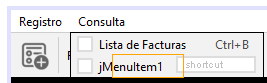 Registro Consulta
Lista de Facturas Ctrl+B
jMenuItem1 shortcut